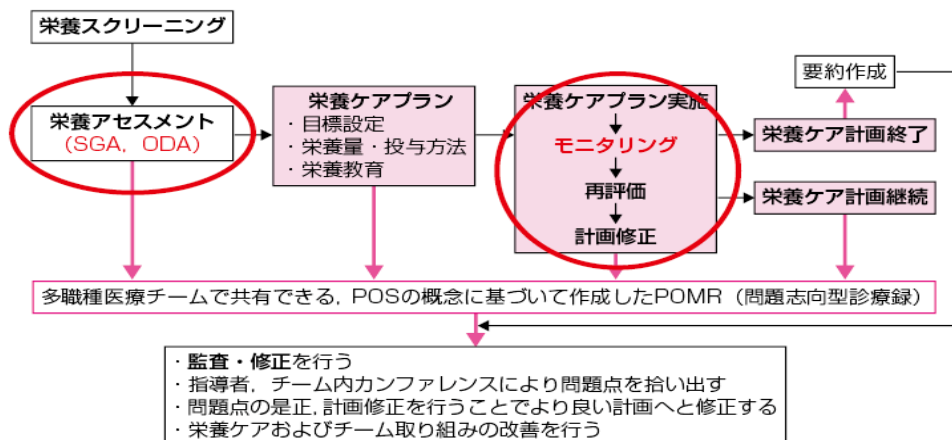 栄養スクリーニング
栄養アセスメント
(SGA，ODA)
栄養ケアプラン
・目標設定
・栄養量・投与方法
・栄養教育
栄養ケアプラン実施
モニタリング
再評価
計画修正
要約作成
栄養ケア計画終了
栄養ケア計画継続
多職種医療チームで共有できる，POSの概念に基づいて作成したPOMR（問題志向型診療録）
・監査・修正を行う
・指導者，チーム内カンファレンスにより問題点を拾い出す
・問題点の是正，計画修正を行うことでより良い計画へと修正する
・栄養ケアおよびチーム取り組みの改善を行う